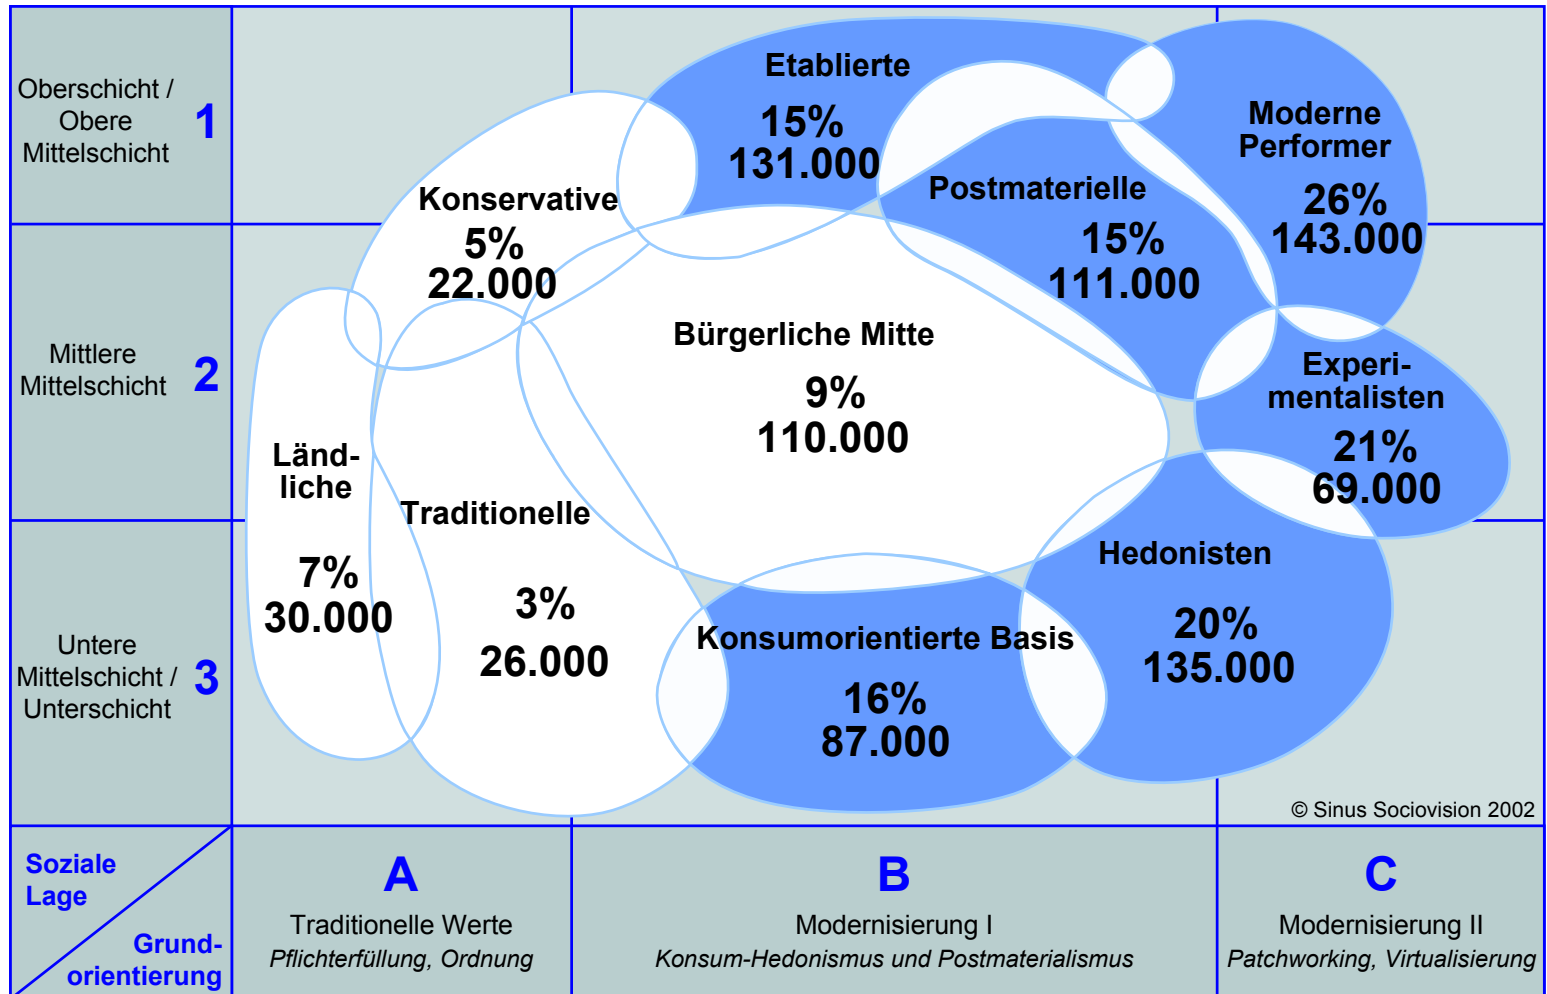 Oberschicht /
Obere
Mittelschicht
1
Etablierte
15%
131.000
Moderne
Performer
26%
143.000
Konservative
5%
22.000
Postmaterielle
15%
111.000
Mittlere
Mittelschicht
2
Bürgerliche Mitte
9%
110.000
Experi-
mentalisten
21%
69.000
Länd-
liche
7%
30.000
Traditionelle
3%
26.000
Hedonisten
20%
135.000
Untere
Mittelschicht /
Unterschicht
3
Konsumorientierte Basis
16%
87.000
© Sinus Sociovision 2002
Soziale
Lage
Grund-
orientierung
A
Traditionelle Werte
Pflichterfüllung, Ordnung
B
Modernisierung I
Konsum-Hedonismus und Postmaterialismus
C
Modernisierung II
Patchworking, Virtualisierung